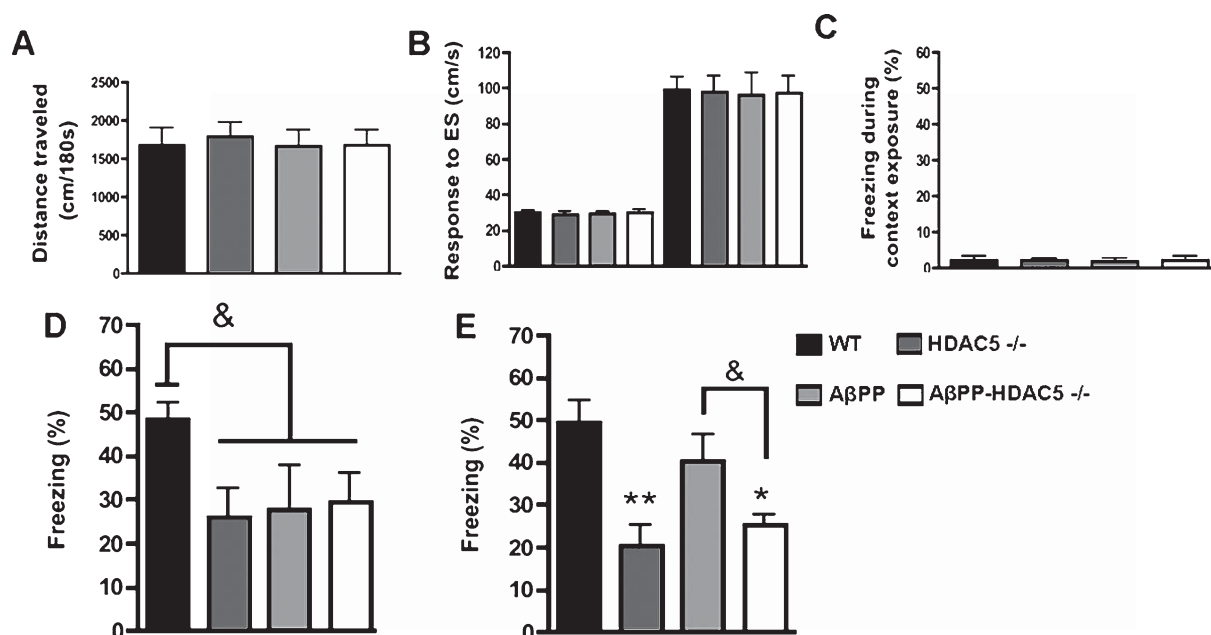 A
Distance traveled
(cm/180s)
2500
2000
1500
1000
500
0
B
Response to ES (cm/s)
120
100
80
60
40
20
0
C
Freezing during
context exposure (%)
60
50
40
30
20
10
0
D
Freezing (%)
70
60
50
40
30
20
10
0
&
E
Freezing (%)
70
60
50
40
30
20
10
0
**
&
*
WT
HDAC5 -/-
AβPP
AβPP-HDAC5 -/-